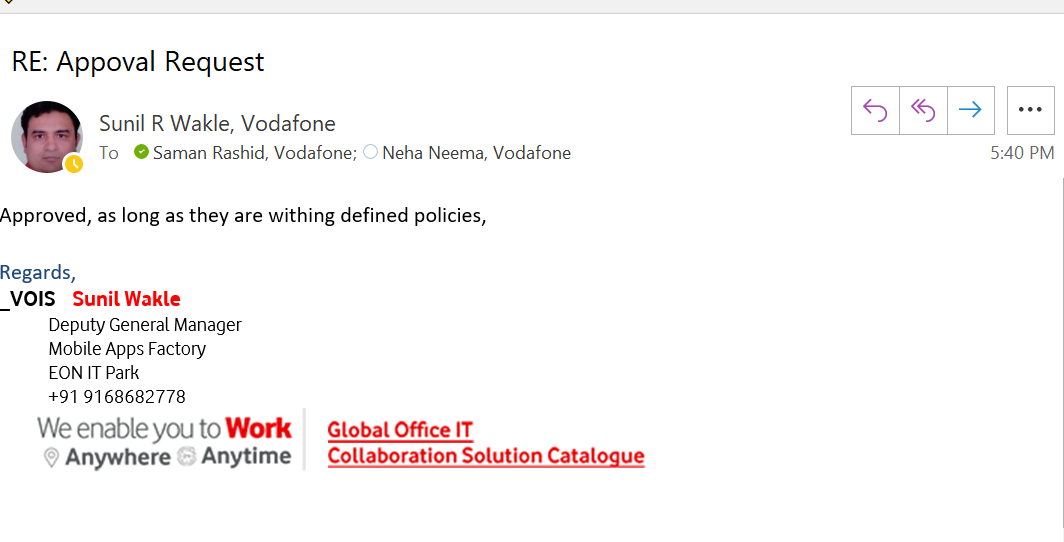 RE: Appoval Request
Sunil R Wakle, Vodafone
To Saman Rashid, Vodafone; Neha Neema, Vodafone
5:40 PM
Approved, as long as they are withing defined policies,
Regards,
_VOIS Sunil Wakle
Deputy General Manager
Mobile Apps Factory
EON IT Park
+91 9168682778
We enable you to Work
Anywhere Anytime
Global Office IT
Collaboration Solution Catalogue